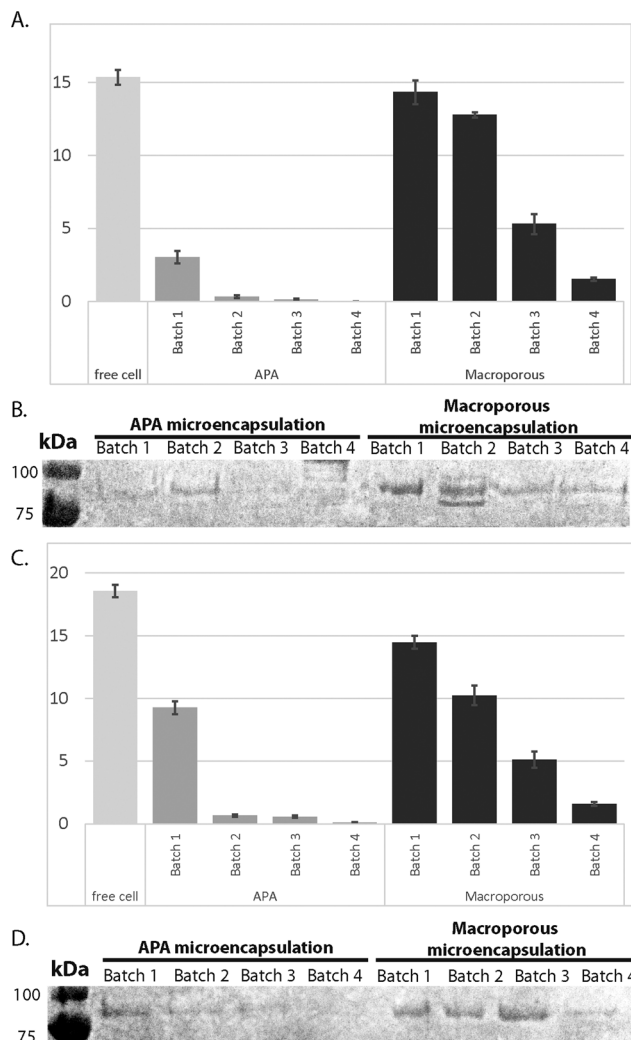 A.
15
10
5
0
Batch 1 Batch 2 Batch 3 Batch 4 Batch 1 Batch 2 Batch 3 Batch 4
free cell APA Macroporous
B.
APA microencapsulation Macroporous microencapsulation
kDa Batch 1 Batch 2 Batch 3 Batch 4 Batch 1 Batch 2 Batch 3 Batch 4
100
75
C.
20
15
10
5
0
Batch 1 Batch 2 Batch 3 Batch 4 Batch 1 Batch 2 Batch 3 Batch 4
free cell APA Macroporous
D.
APA microencapsulation Macroporous microencapsulation
kDa Batch 1 Batch 2 Batch 3 Batch 4 Batch 1 Batch 2 Batch 3 Batch 4
100
75